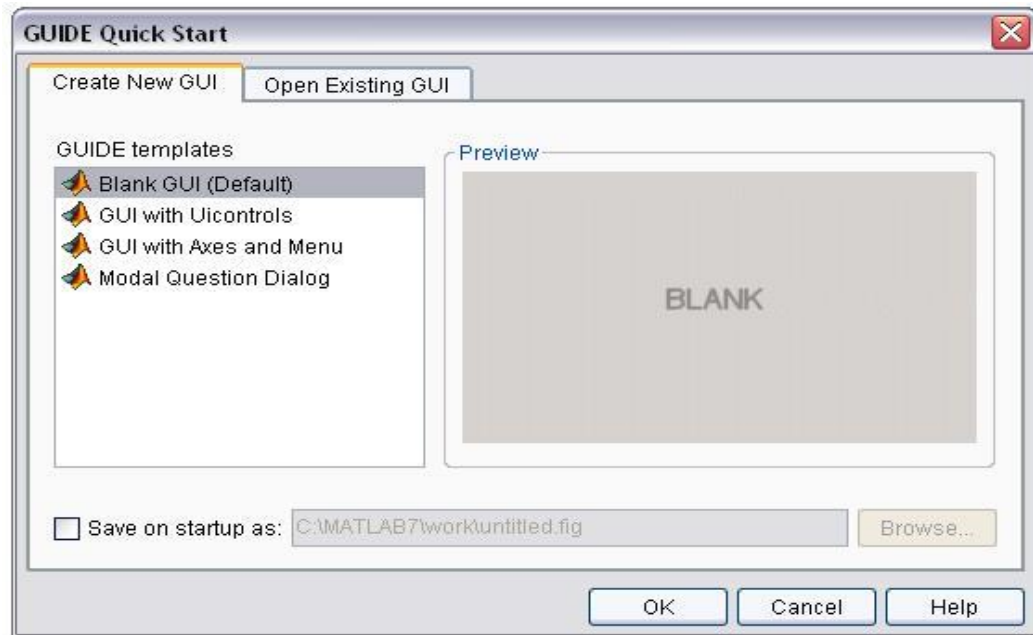 GUIDE Quick Start
Create New GUI
Open Existing GUI
GUIDE templates
Blank GUI (Default)
GUI with Uicontrols
GUI with Axes and Menu
Modal Question Dialog
Preview
BLANK
Save on startup as:
C:\MATLAB7\work\untitled.fig
Browse...
OK
Cancel
Help